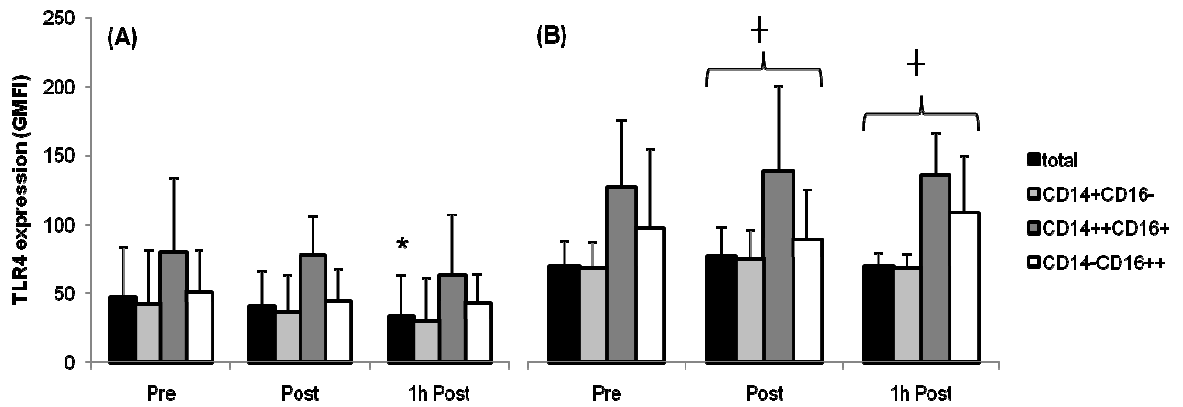 250
200
150
100
50
0
TLR4 expression (GMFI)
(A)
*
Pre
Post
1h Post
(B)
┼
┼
Pre
Post
1h Post
total
CD14+CD16-
CD14++CD16+
CD14-CD16++